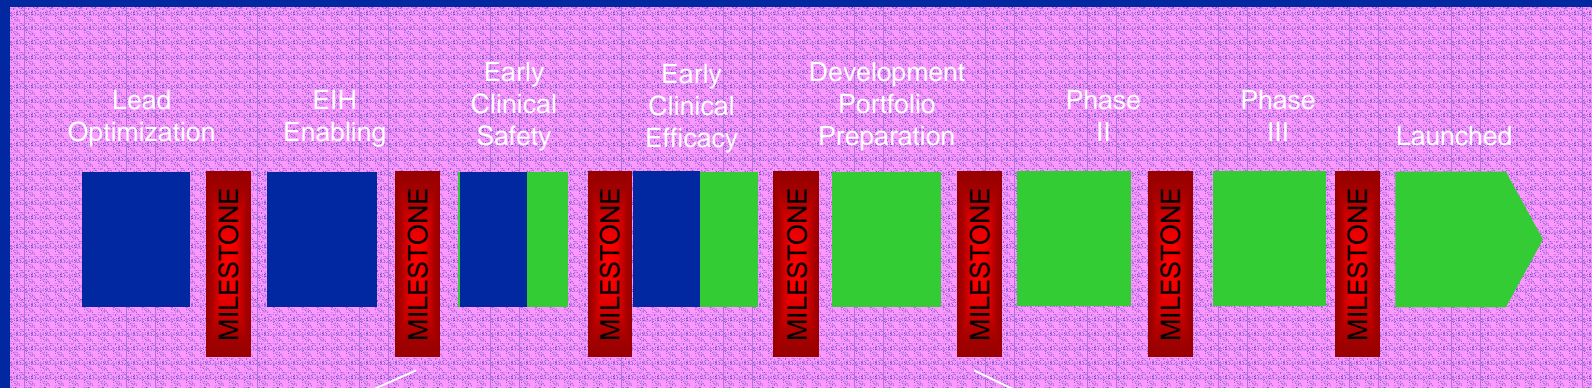 Lead
Optimization
EIH
Enabling
Early
Clinical
Safety
Early
Clinical
Efficacy
Development
Portfolio
Preparation
Phase
II
Phase
III
Launched
MILESTONE
MILESTONE
MILESTONE
MILESTONE
MILESTONE
MILESTONE
MILESTONE